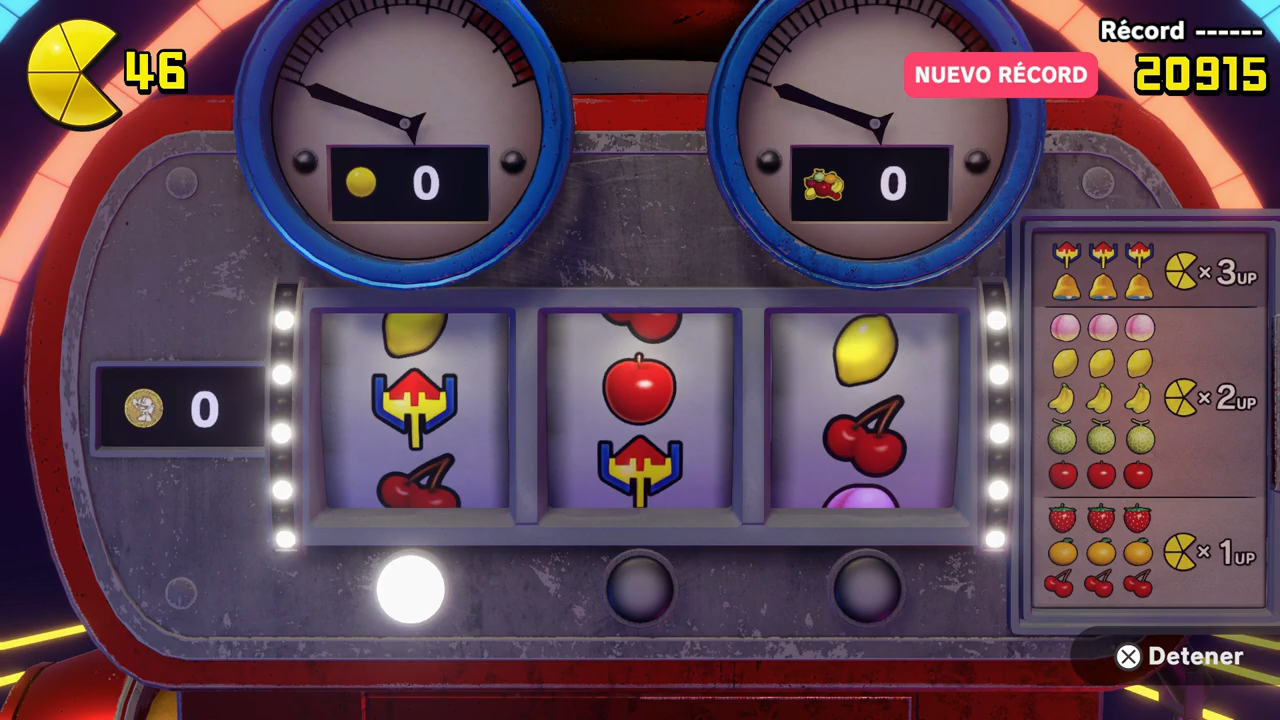 46
Récord ------
NUEVO RÉCORD
20915
0
0
0
× 3UP
× 2UP
× 1UP
Detener